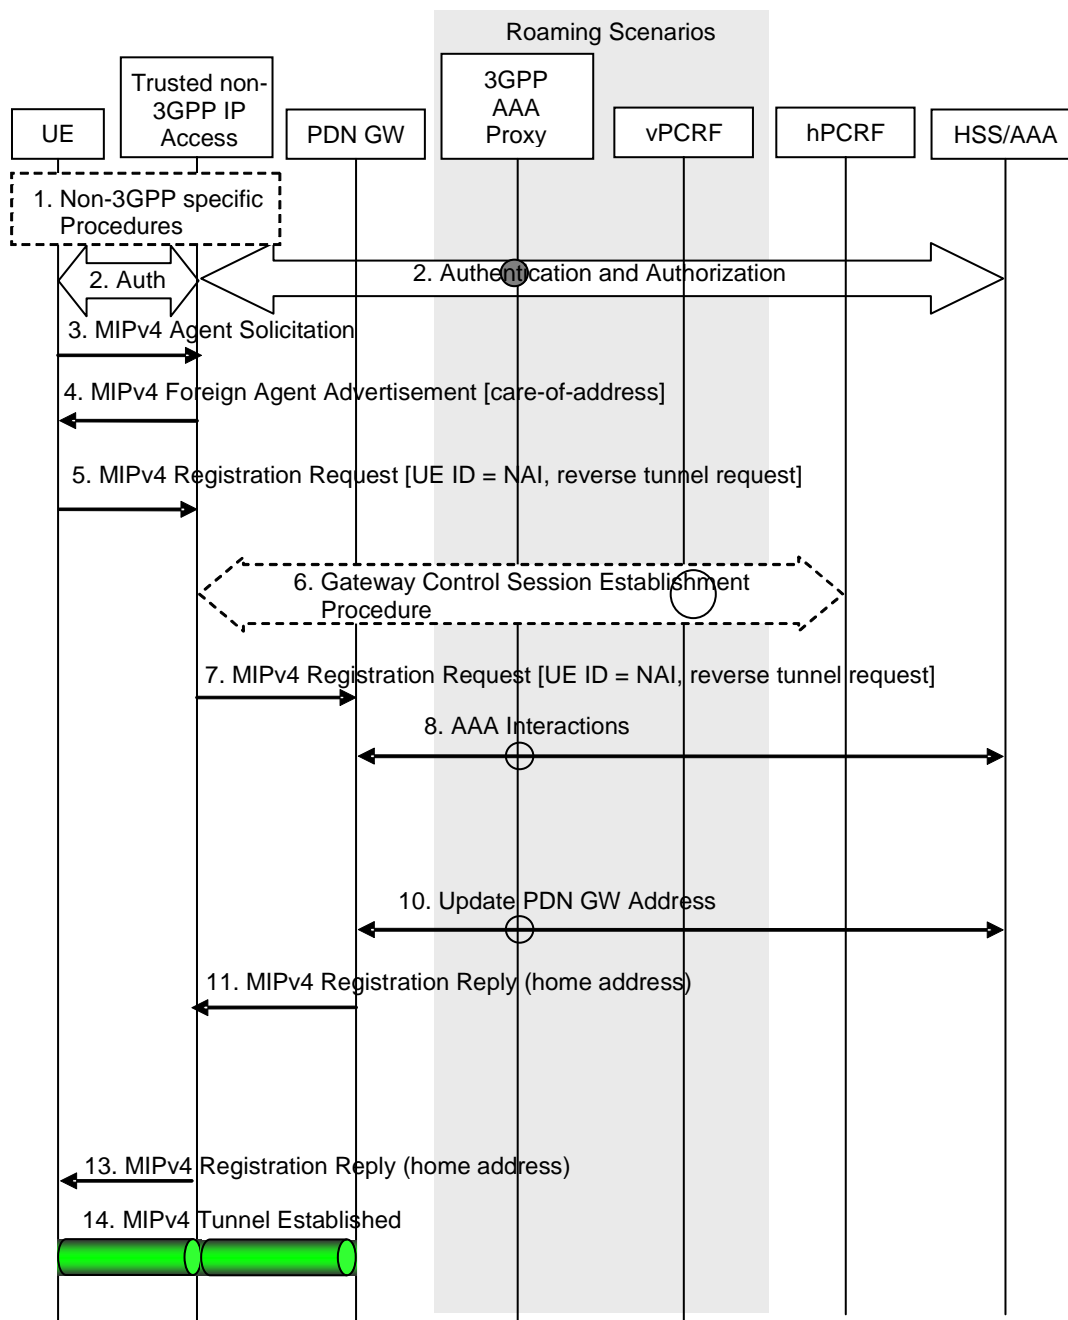 Roaming Scenarios
UE
Trusted non-
3GPP IP
Access
PDN GW
3GPP
AAA
Proxy
vPCRF
hPCRF
HSS/AAA
1. Non-3GPP specific
Procedures
2. Auth
2. Authentication and Authorization
3. MIPv4 Agent Solicitation
4. MIPv4 Foreign Agent Advertisement [care-of-address]
5. MIPv4 Registration Request [UE ID = NAI, reverse tunnel request]
6. Gateway Control Session Establishment
Procedure
7. MIPv4 Registration Request [UE ID = NAI, reverse tunnel request]
8. AAA Interactions
10. Update PDN GW Address
11. MIPv4 Registration Reply (home address)
13. MIPv4 Registration Reply (home address)
14. MIPv4 Tunnel Established